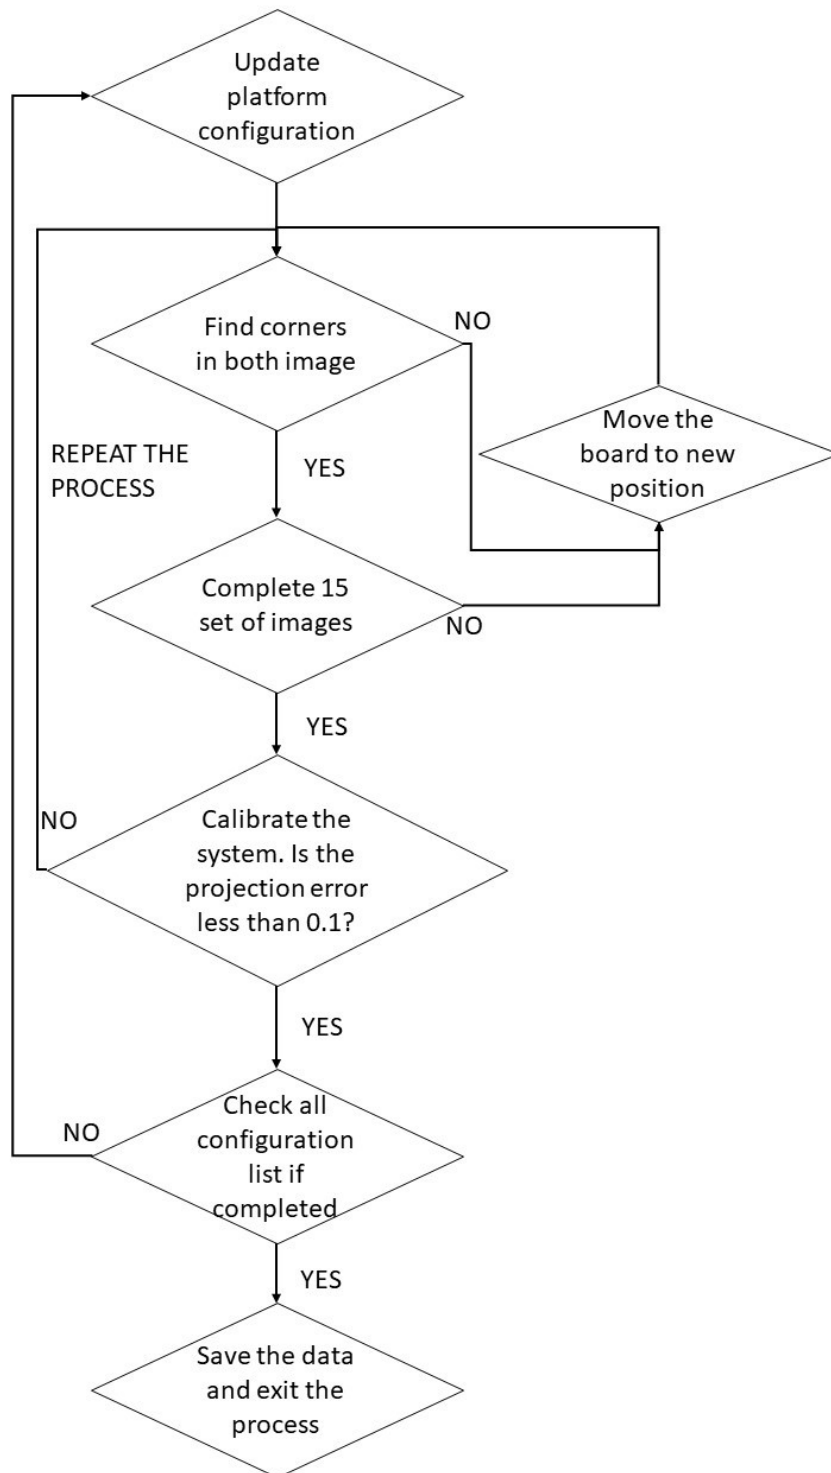 Update
platform
configuration
Find corners
in both image
NO
Move the
board to new
position
REPEAT THE
PROCESS
YES
Complete 15
set of images
NO
YES
NO
Calibrate the
system. Is the
projection error
less than 0.1?
YES
NO
Check all
configuration
list if
completed
YES
Save the data
and exit the
process